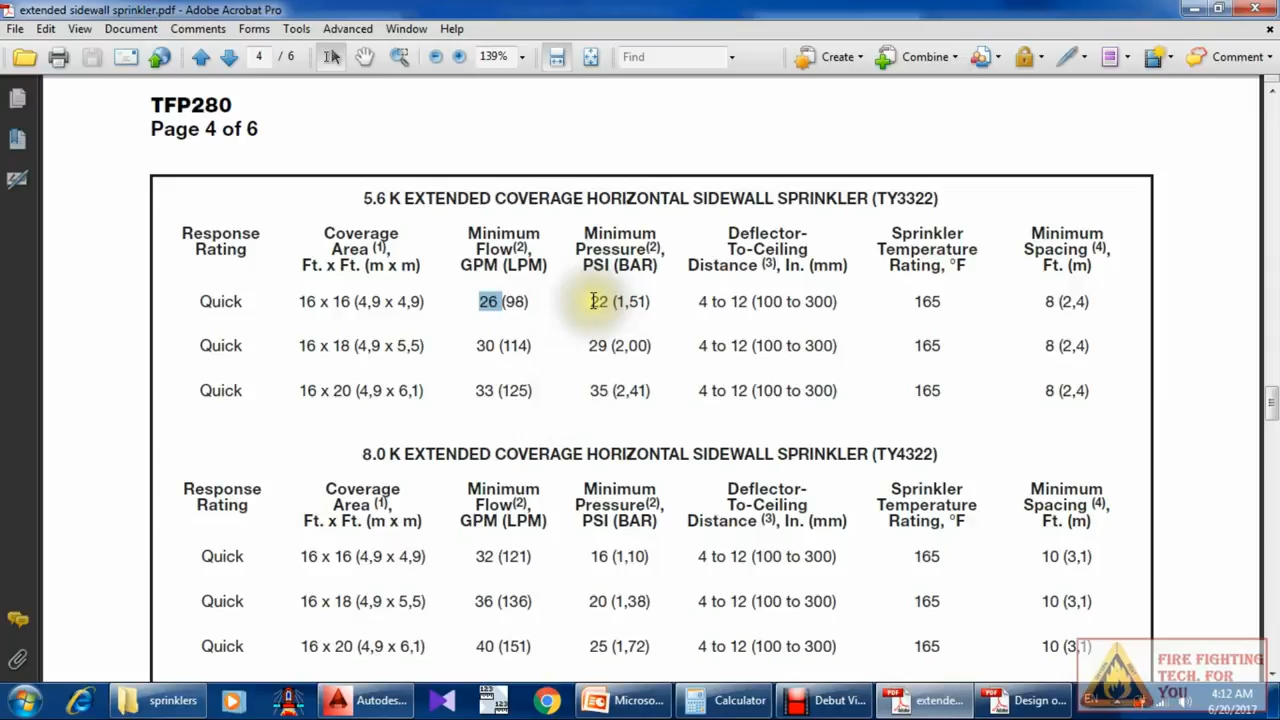 extended sidewall sprinkler.pdf - Adobe Acrobat Pro
File Edit View Document Comments Forms Tools Advanced Window Help
4 / 6 139% Find Create Combine Comment
TFP280
Page 4 of 6
5.6 K EXTENDED COVERAGE HORIZONTAL SIDEWALL SPRINKLER (TY3322)
Response Coverage Minimum Minimum Deflector- Sprinkler Minimum
Rating Area (1), Flow(2), Pressure(2), To-Ceiling Temperature Spacing (4),
Ft. x Ft. (m x m) GPM (LPM) PSI (BAR) Distance (3), In. (mm) Rating, °F Ft. (m)
Quick 16 x 16 (4,9 x 4,9) 26 (98) 22 (1,51) 4 to 12 (100 to 300) 165 8 (2,4)
Quick 16 x 18 (4,9 x 5,5) 30 (114) 29 (2,00) 4 to 12 (100 to 300) 165 8 (2,4)
Quick 16 x 20 (4,9 x 6,1) 33 (125) 35 (2,41) 4 to 12 (100 to 300) 165 8 (2,4)
8.0 K EXTENDED COVERAGE HORIZONTAL SIDEWALL SPRINKLER (TY4322)
Response Coverage Minimum Minimum Deflector- Sprinkler Minimum
Rating Area (1), Flow(2), Pressure(2), To-Ceiling Temperature Spacing (4),
Ft. x Ft. (m x m) GPM (LPM) PSI (BAR) Distance (3), In. (mm) Rating, °F Ft. (m)
Quick 16 x 16 (4,9 x 4,9) 32 (121) 16 (1,10) 4 to 12 (100 to 300) 165 10 (3,1)
Quick 16 x 18 (4,9 x 5,5) 36 (136) 20 (1,38) 4 to 12 (100 to 300) 165 10 (3,1)
Quick 16 x 20 (4,9 x 6,1) 40 (151) 25 (1,72) 4 to 12 (100 to 300) 165 10 (3,1)
FIRE FIGHTING
TECH. FOR
YOU
sprinklers Autodes... Microso... Calculator Debut Vi... extende... Design o... EN 4:12 AM
6/20/2017